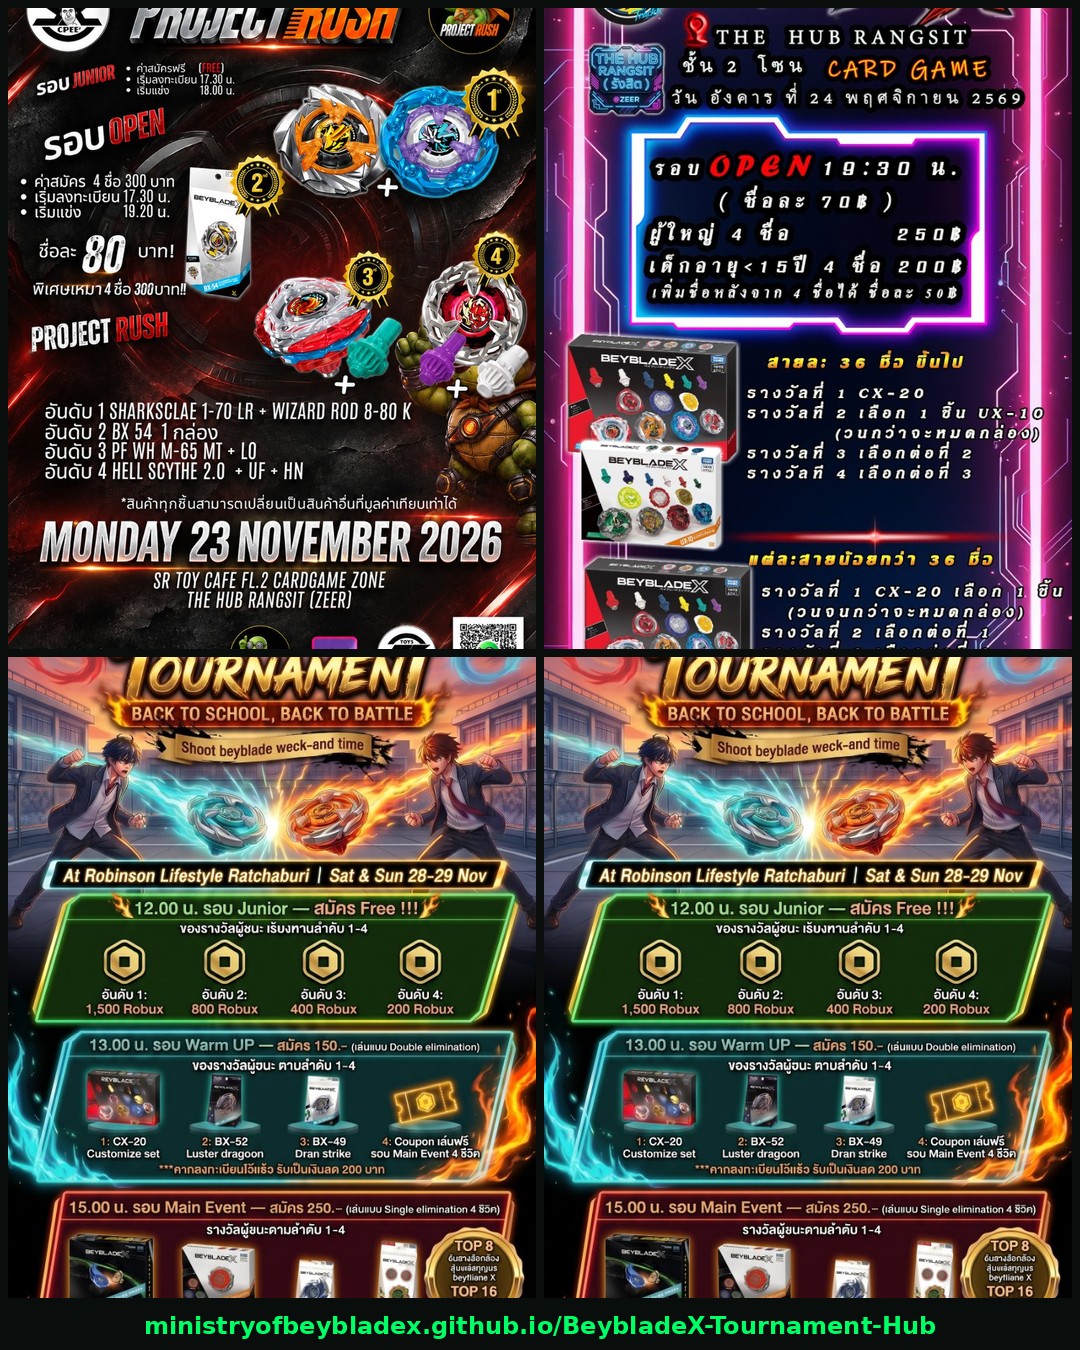 PROJECT RUSH
CPEE'
PROJECT RUSH
รอบ JUNIOR
• ค่าสมัครฟรี (FREE)
• เริ่มลงทะเบียน 17.30 น.
• เริ่มแข่ง 18.00 น.
รอบ OPEN
• ค่าสมัคร 4 ชื่อ 300 บาท
• เริ่มลงทะเบียน 17.30 น.
• เริ่มแข่ง 19.20 น.
ชื่อละ 80 บาท!
พิเศษเหมา 4 ชื่อ 300บาท!!
PROJECT RUSH
1st
2
BEYBLADE X
BX-54
3
4
+
+
+
อันดับ 1 SHARKSCLAE 1-70 LR + WIZARD ROD 8-80 K
อันดับ 2 BX 54 1 กล่อง
อันดับ 3 PF WH M-65 MT + LO
อันดับ 4 HELL SCYTHE 2.0 + UF + HN
*สินค้าทุกชิ้นสามารถเปลี่ยนเป็นสินค้าอื่นที่มูลค่าเทียบเท่าได้
MONDAY 23 NOVEMBER 2026
SR TOY CAFE FL.2 CARDGAME ZONE
THE HUB RANGSIT (ZEER)
TOYS
THE HUB RANGSIT
THE HUB
RANGSIT
(รังสิต)
@ZEER
ชั้น 2 โซน CARD GAME
วัน อังคาร ที่ 24 พฤศจิกายน 2569
รอบ OPEN 19:30 น.
( ชื่อละ 70฿ )
ผู้ใหญ่ 4 ชื่อ 250฿
เด็กอายุ<15ปี 4 ชื่อ 200฿
เพิ่มชื่อหลังจาก 4 ชื่อได้ ชื่อละ 50฿
BEYBLADE X
สายละ 36 ชื่อ ขึ้นไป
รางวัลที่ 1 CX-20
รางวัลที่ 2 เลือก 1 ชิ้น UX-10
(วนกว่าจะหมดกล่อง)
รางวัลที่ 3 เลือกต่อที่ 2
รางวัลที่ 4 เลือกต่อที่ 3
BEYBLADE X
UX-10
BEYBLADE X
แต่ละสายน้อยกว่า 36 ชื่อ
รางวัลที่ 1 CX-20 เลือก 1 ชิ้น
(วนจนกว่าจะหมดกล่อง)
รางวัลที่ 2 เลือกต่อที่ 1
TOURNAMENT
BACK TO SCHOOL, BACK TO BATTLE
Shoot beyblade weck-and time
At Robinson Lifestyle Ratchaburi | Sat & Sun 28-29 Nov
12.00 น. รอบ Junior — สมัคร Free !!!
ของรางวัลผู้ชนะ เรียงทานลำดับ 1-4
อันดับ 1: อันดับ 2: อันดับ 3: อันดับ 4:
1,500 Robux 800 Robux 400 Robux 200 Robux
13.00 น. รอบ Warm UP — สมัคร 150.- (เล่นแบบ Double elimination)
ของรางวัลผู้ชนะ ตามลำดับ 1-4
1: CX-20 2: BX-52 3: BX-49 4: Coupon เล่นฟรี
Customize set Luster dragoon Dran strike รอบ Main Event 4 ชีวิต
***คากลงทะเบียนไว้แช้ว รับเป็นเงินลด 200 บาท
15.00 น. รอบ Main Event — สมัคร 250.- (เล่นแบบ Single elimination 4 ชีวิต)
รางวัลผู้ชนะตามลำดับ 1-4
BEYBLADE X
BEYBLADE X
TOP 8
beytliane X
TOP 16
TOURNAMENT
BACK TO SCHOOL, BACK TO BATTLE
Shoot beyblade weck-and time
At Robinson Lifestyle Ratchaburi | Sat & Sun 28-29 Nov
12.00 น. รอบ Junior — สมัคร Free !!!
ของรางวัลผู้ชนะ เรียงทานลำดับ 1-4
อันดับ 1: อันดับ 2: อันดับ 3: อันดับ 4:
1,500 Robux 800 Robux 400 Robux 200 Robux
13.00 น. รอบ Warm UP — สมัคร 150.- (เล่นแบบ Double elimination)
ของรางวัลผู้ชนะ ตามลำดับ 1-4
1: CX-20 2: BX-52 3: BX-49 4: Coupon เล่นฟรี
Customize set Luster dragoon Dran strike รอบ Main Event 4 ชีวิต
***คากลงทะเบียนไว้แช้ว รับเป็นเงินลด 200 บาท
15.00 น. รอบ Main Event — สมัคร 250.- (เล่นแบบ Single elimination 4 ชีวิต)
รางวัลผู้ชนะตามลำดับ 1-4
BEYBLADE X
BEYBLADE X
TOP 8
beytliane X
TOP 16
ministryofbeybladex.github.io/BeybladeX-Tournament-Hub